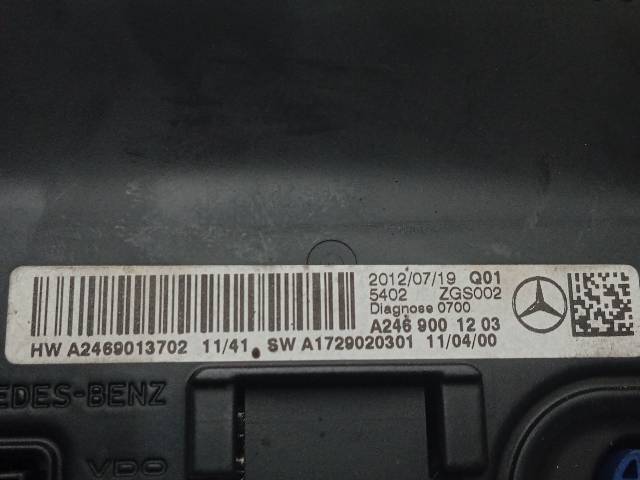 2012/07/19 Q01
5402 ZGS002
Diagnose 0700
A246 900 12 03
HW A2469013702 11/41 SW A1729020301 11/04/00
EDES-BENZ
VDO